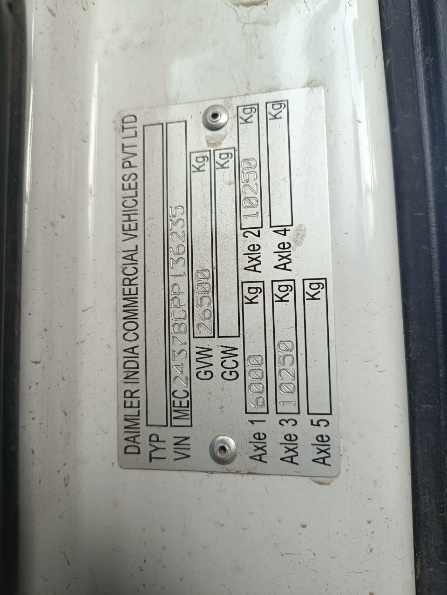 DAIMLER INDIA COMMERCIAL VEHICLES PVT LTD
TYP
VIN MEC2437BCPP136235
GVW 26500 Kg
GCW Kg
Axle 1 6000 Kg Axle 2 10250 Kg
Axle 3 10250 Kg Axle 4 Kg
Axle 5 Kg